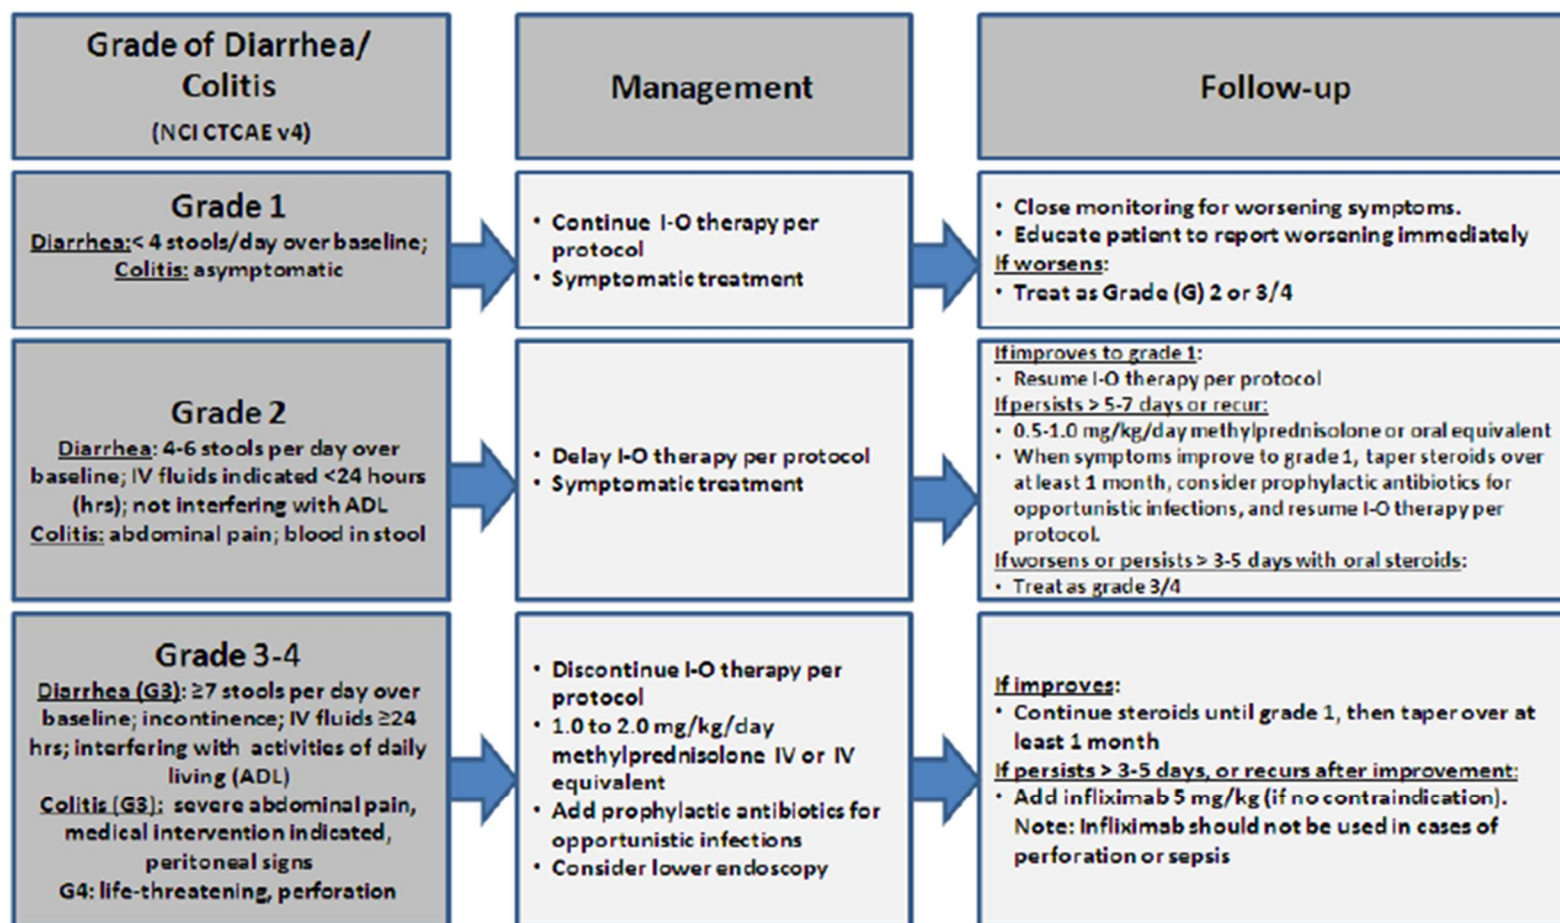 Grade of Diarrhea/
Colitis
(NCI CTCAE v4)
Management
Follow-up
Grade 1
Diarrhea:< 4 stools/day over baseline;
Colitis: asymptomatic
• Continue I-O therapy per
protocol
• Symptomatic treatment
• Close monitoring for worsening symptoms.
• Educate patient to report worsening immediately
If worsens:
• Treat as Grade (G) 2 or 3/4
Grade 2
Diarrhea: 4-6 stools per day over
baseline; IV fluids indicated <24 hours
(hrs); not interfering with ADL
Colitis: abdominal pain; blood in stool
• Delay I-O therapy per protocol
• Symptomatic treatment
If improves to grade 1:
• Resume I-O therapy per protocol
If persists > 5-7 days or recur:
• 0.5-1.0 mg/kg/day methylprednisolone or oral equivalent
• When symptoms improve to grade 1, taper steroids over
at least 1 month, consider prophylactic antibiotics for
opportunistic infections, and resume I-O therapy per
protocol.
If worsens or persists > 3-5 days with oral steroids:
• Treat as grade 3/4
Grade 3-4
Diarrhea (G3): ≥7 stools per day over
baseline; incontinence; IV fluids ≥24
hrs; interfering with activities of daily
living (ADL)
Colitis (G3): severe abdominal pain,
medical intervention indicated,
peritoneal signs
G4: life-threatening, perforation
• Discontinue I-O therapy per
protocol
• 1.0 to 2.0 mg/kg/day
methylprednisolone IV or IV
equivalent
• Add prophylactic antibiotics for
opportunistic infections
• Consider lower endoscopy
If improves:
• Continue steroids until grade 1, then taper over at
least 1 month
If persists > 3-5 days, or recurs after improvement:
• Add infliximab 5 mg/kg (if no contraindication).
Note: Infliximab should not be used in cases of
perforation or sepsis